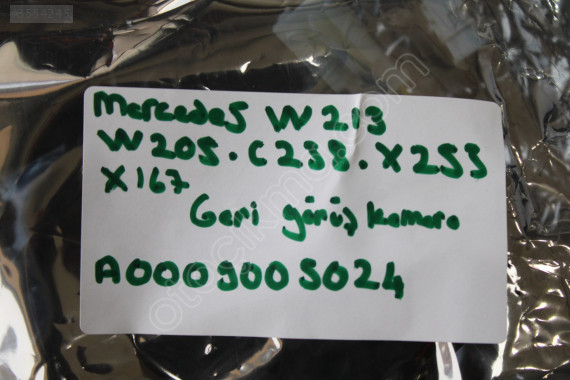 Mercedes W213
W205.C238.X253
X167
Geri görüş kamera
A0009005024